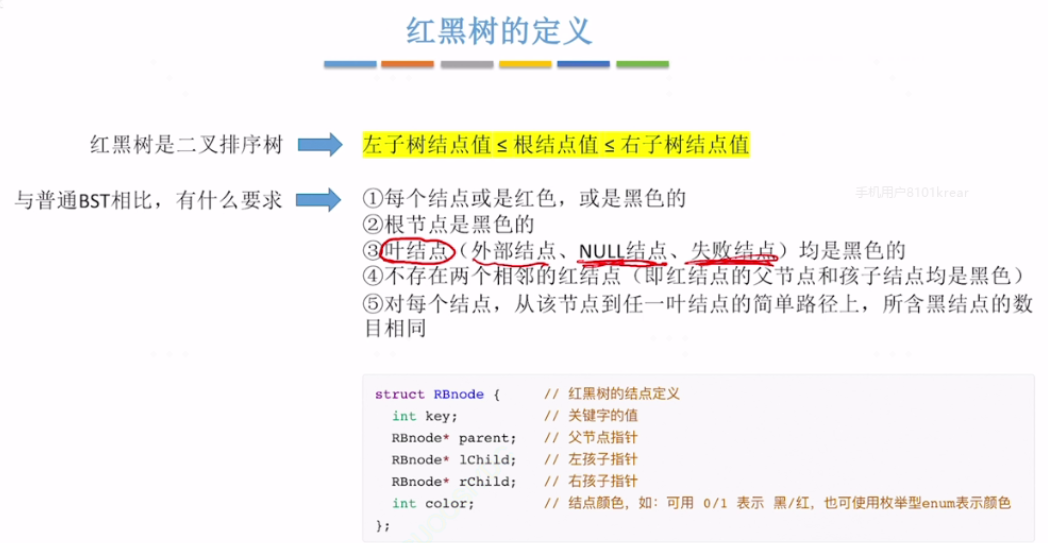 红黑树的定义
红黑树是二叉排序树
左子树结点值 ≤ 根结点值 ≤ 右子树结点值
与普通BST相比，有什么要求
①每个结点或是红色，或是黑色的
手机用户8101krear
②根节点是黑色的
③叶结点（外部结点、NULL结点、失败结点）均是黑色的
④不存在两个相邻的红结点（即红结点的父节点和孩子结点均是黑色）
⑤对每个结点，从该节点到任一叶结点的简单路径上，所含黑结点的数
目相同
struct RBnode {    // 红黑树的结点定义
  int key;    // 关键字的值
  RBnode* parent;    // 父节点指针
  RBnode* lChild;    // 左孩子指针
  RBnode* rChild;    // 右孩子指针
  int color;    // 结点颜色，如：可用 0/1 表示 黑/红，也可使用枚举型enum表示颜色
};